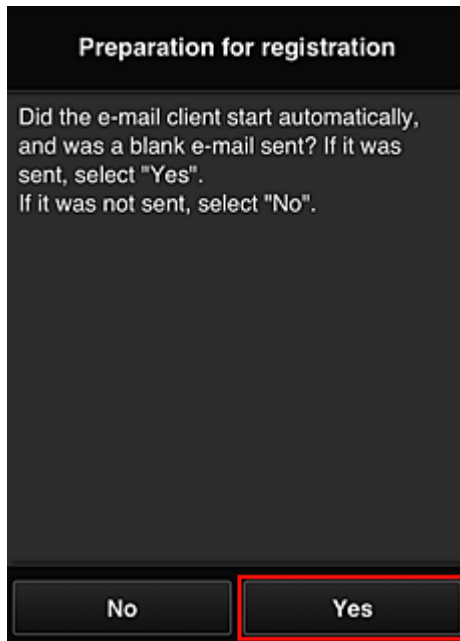 Preparation for registration
Did the e-mail client start automatically,
and was a blank e-mail sent? If it was
sent, select "Yes".
If it was not sent, select "No".
No
Yes